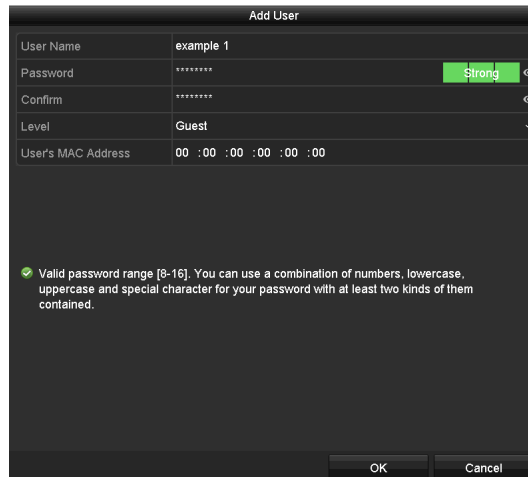 Add User
User Name example 1
Password ******** Strong
Confirm ********
Level Guest
User's MAC Address 00 :00 :00 :00 :00 :00
Valid password range [8-16]. You can use a combination of numbers, lowercase,
uppercase and special character for your password with at least two kinds of them
contained.
OK Cancel